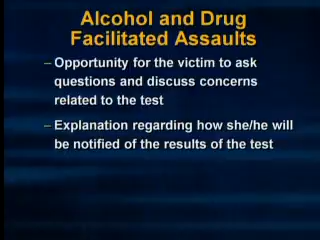 Alcohol and Drug
Facilitated Assaults
– Opportunity for the victim to ask
questions and discuss concerns
related to the test
– Explanation regarding how she/he will
be notified of the results of the test